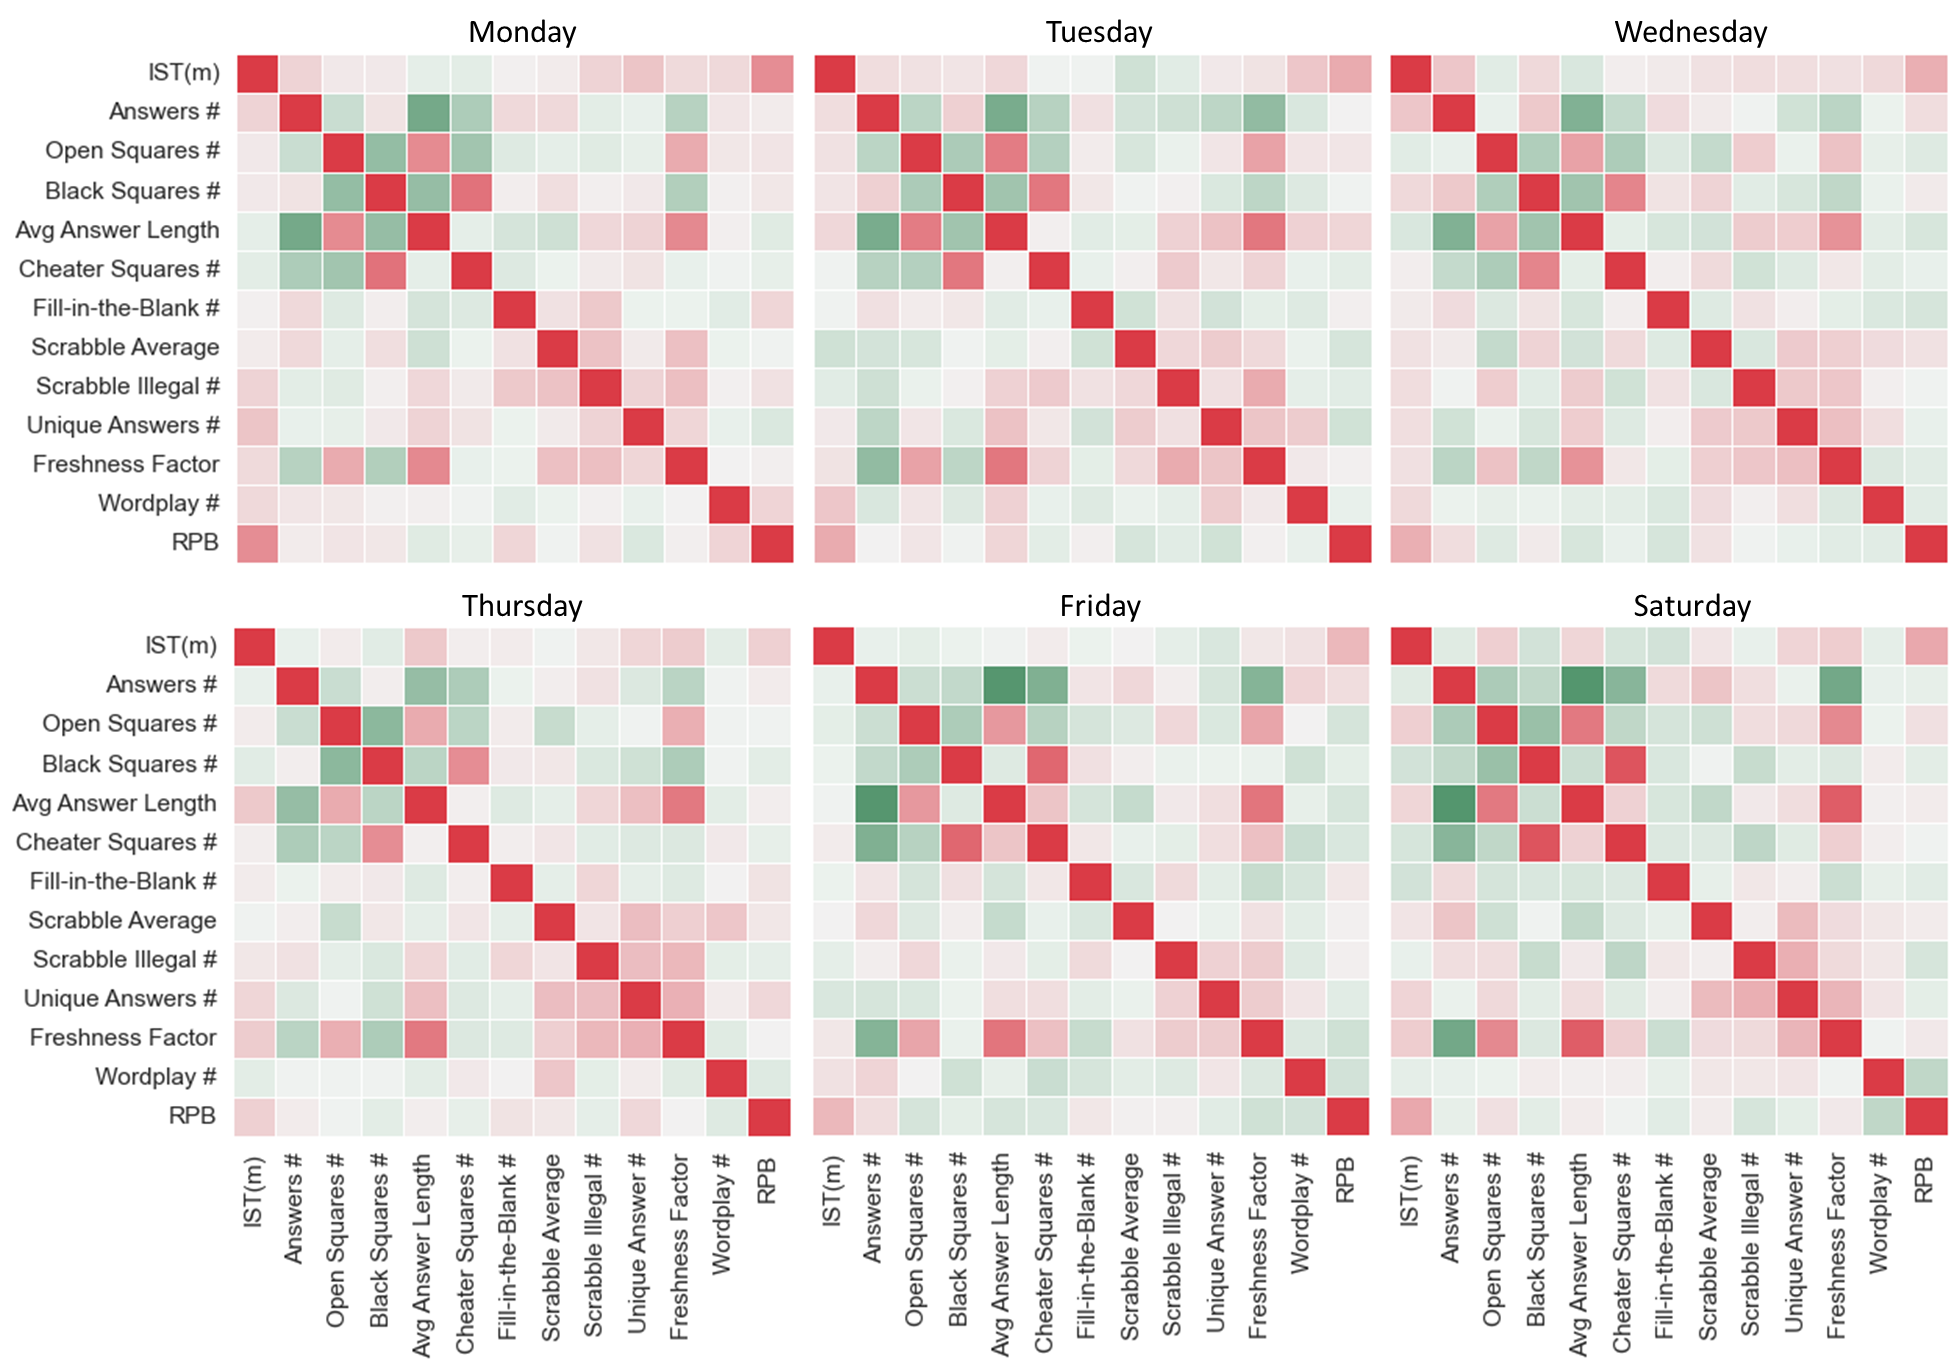 Monday
Tuesday
Wednesday
IST(m)
Answers #
Open Squares #
Black Squares #
Avg Answer Length
Cheater Squares #
Fill-in-the-Blank #
Scrabble Average
Scrabble Illegal #
Unique Answers #
Freshness Factor
Wordplay #
RPB
Thursday
Friday
Saturday
IST(m)
Answers #
Open Squares #
Black Squares #
Avg Answer Length
Cheater Squares #
Fill-in-the-Blank #
Scrabble Average
Scrabble Illegal #
Unique Answers #
Freshness Factor
Wordplay #
RPB
IST(m)
Answers #
Open Squares #
Black Squares #
Avg Answer Length
Cheater Squares #
Fill-in-the-Blank #
Scrabble Average
Scrabble Illegal #
Unique Answer #
Freshness Factor
Wordplay #
RPB
IST(m)
Answers #
Open Squares #
Black Squares #
Avg Answer Length
Cheater Squares #
Fill-in-the-Blank #
Scrabble Average
Scrabble Illegal #
Unique Answer #
Freshness Factor
Wordplay #
RPB
IST(m)
Answers #
Open Squares #
Black Squares #
Avg Answer Length
Cheater Squares #
Fill-in-the-Blank #
Scrabble Average
Scrabble Illegal #
Unique Answer #
Freshness Factor
Wordplay #
RPB